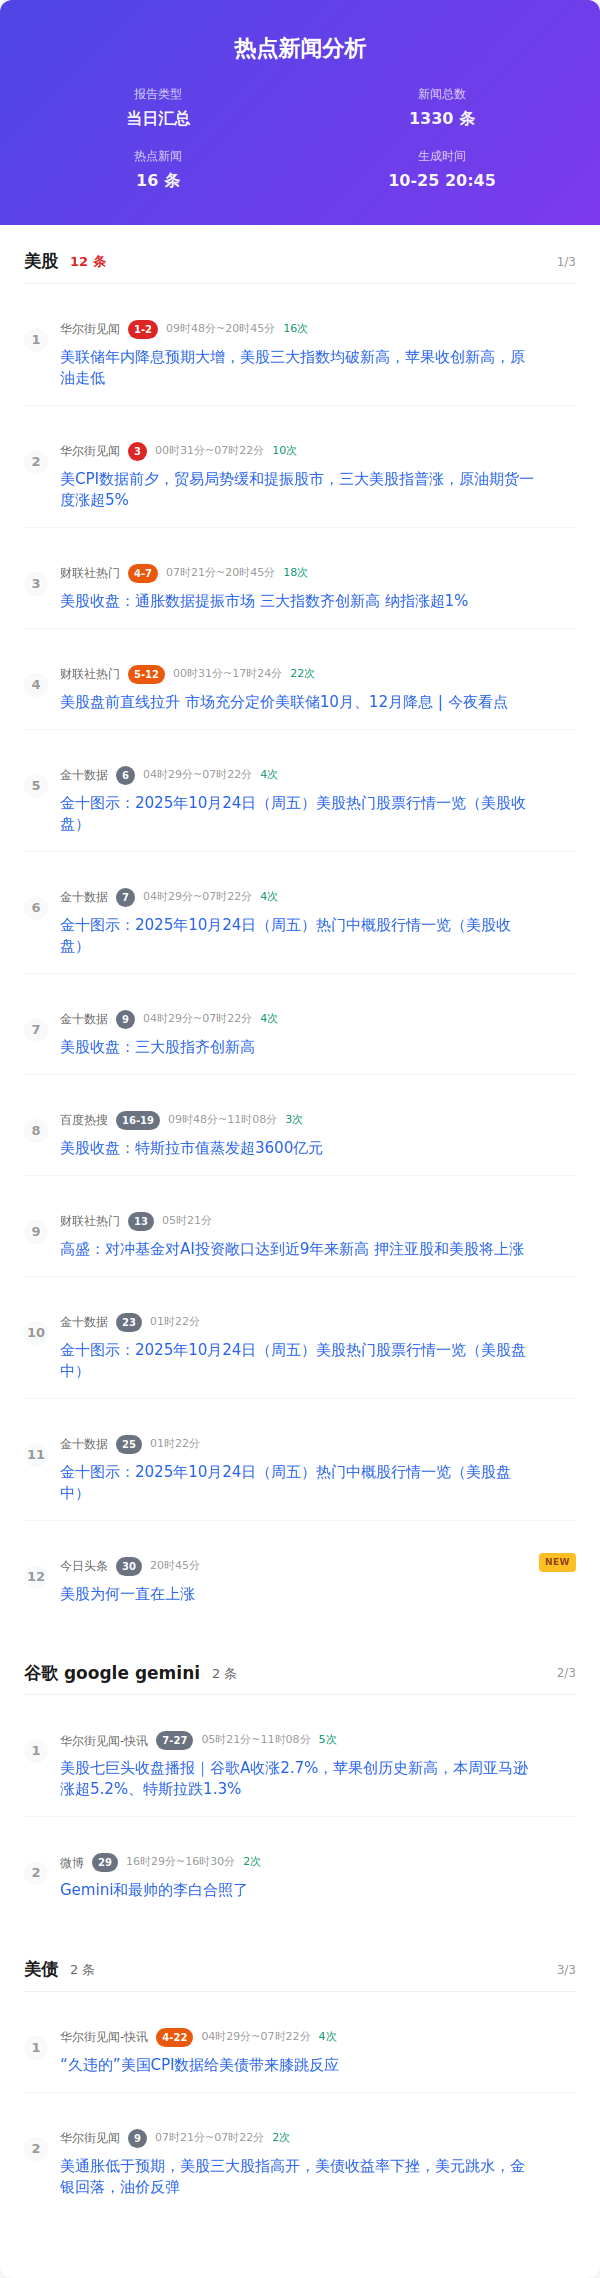 热点新闻分析
报告类型
新闻总数
当日汇总
1330 条
热点新闻
生成时间
16 条
10-25 20:45
美股 12 条 1/3
1 华尔街见闻 1-2 09时48分~20时45分 16次
美联储年内降息预期大增，美股三大指数均破新高，苹果收创新高，原
油走低
2 华尔街见闻 3 00时31分~07时22分 10次
美CPI数据前夕，贸易局势缓和提振股市，三大美股指普涨，原油期货一
度涨超5%
3 财联社热门 4-7 07时21分~20时45分 18次
美股收盘：通胀数据提振市场 三大指数齐创新高 纳指涨超1%
4 财联社热门 5-12 00时31分~17时24分 22次
美股盘前直线拉升 市场充分定价美联储10月、12月降息 | 今夜看点
5 金十数据 6 04时29分~07时22分 4次
金十图示：2025年10月24日（周五）美股热门股票行情一览（美股收
盘）
6 金十数据 7 04时29分~07时22分 4次
金十图示：2025年10月24日（周五）热门中概股行情一览（美股收
盘）
7 金十数据 9 04时29分~07时22分 4次
美股收盘：三大股指齐创新高
8 百度热搜 16-19 09时48分~11时08分 3次
美股收盘：特斯拉市值蒸发超3600亿元
9 财联社热门 13 05时21分
高盛：对冲基金对AI投资敞口达到近9年来新高 押注亚股和美股将上涨
10 金十数据 23 01时22分
金十图示：2025年10月24日（周五）美股热门股票行情一览（美股盘
中）
11 金十数据 25 01时22分
金十图示：2025年10月24日（周五）热门中概股行情一览（美股盘
中）
12 今日头条 30 20时45分 NEW
美股为何一直在上涨
谷歌 google gemini 2 条 2/3
1 华尔街见闻-快讯 7-27 05时21分~11时08分 5次
美股七巨头收盘播报｜谷歌A收涨2.7%，苹果创历史新高，本周亚马逊
涨超5.2%、特斯拉跌1.3%
2 微博 29 16时29分~16时30分 2次
Gemini和最帅的李白合照了
美债 2 条 3/3
1 华尔街见闻-快讯 4-22 04时29分~07时22分 4次
“久违的”美国CPI数据给美债带来膝跳反应
2 华尔街见闻 9 07时21分~07时22分 2次
美通胀低于预期，美股三大股指高开，美债收益率下挫，美元跳水，金
银回落，油价反弹